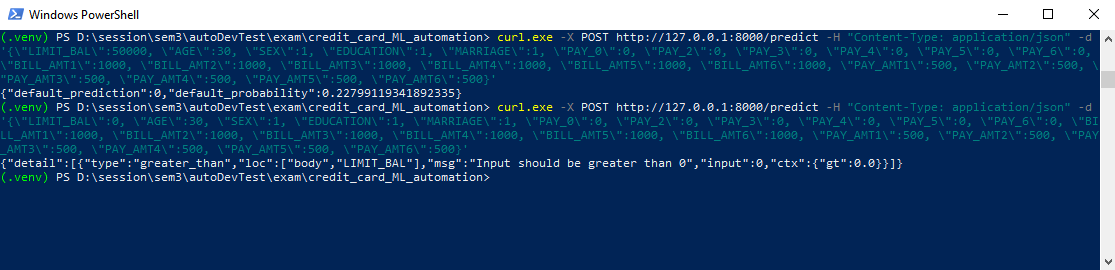 Windows PowerShell
(.venv) PS D:\session\sem3\autoDevTest\exam\credit_card_ML_automation> curl.exe -X POST http://127.0.0.1:8000/predict -H "Content-Type: application/json" -d
'{\"LIMIT_BAL\":50000, \"AGE\":30, \"SEX\":1, \"EDUCATION\":1, \"MARRIAGE\":1, \"PAY_0\":0, \"PAY_2\":0, \"PAY_3\":0, \"PAY_4\":0, \"PAY_5\":0, \"PAY_6\":0,
\"BILL_AMT1\":1000, \"BILL_AMT2\":1000, \"BILL_AMT3\":1000, \"BILL_AMT4\":1000, \"BILL_AMT5\":1000, \"BILL_AMT6\":1000, \"PAY_AMT1\":500, \"PAY_AMT2\":500, \
"PAY_AMT3\":500, \"PAY_AMT4\":500, \"PAY_AMT5\":500, \"PAY_AMT6\":500}'
{"default_prediction":0,"default_probability":0.22799119341892335}
(.venv) PS D:\session\sem3\autoDevTest\exam\credit_card_ML_automation> curl.exe -X POST http://127.0.0.1:8000/predict -H "Content-Type: application/json" -d
'{\"LIMIT_BAL\":0, \"AGE\":30, \"SEX\":1, \"EDUCATION\":1, \"MARRIAGE\":1, \"PAY_0\":0, \"PAY_2\":0, \"PAY_3\":0, \"PAY_4\":0, \"PAY_5\":0, \"PAY_6\":0, \"BI
LL_AMT1\":1000, \"BILL_AMT2\":1000, \"BILL_AMT3\":1000, \"BILL_AMT4\":1000, \"BILL_AMT5\":1000, \"BILL_AMT6\":1000, \"PAY_AMT1\":500, \"PAY_AMT2\":500, \"PAY
_AMT3\":500, \"PAY_AMT4\":500, \"PAY_AMT5\":500, \"PAY_AMT6\":500}'
{"detail":[{"type":"greater_than","loc":["body","LIMIT_BAL"],"msg":"Input should be greater than 0","input":0,"ctx":{"gt":0.0}}]}
(.venv) PS D:\session\sem3\autoDevTest\exam\credit_card_ML_automation>